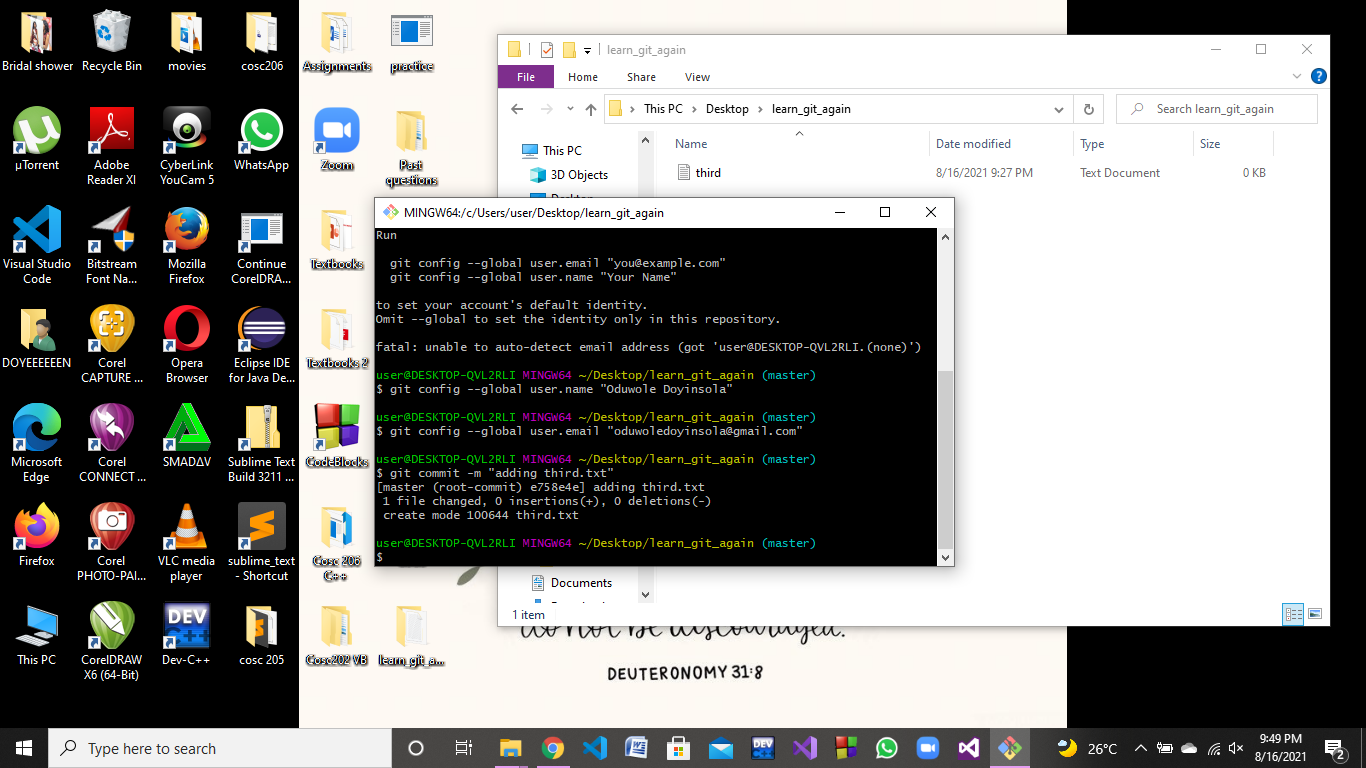 Bridal shower
Recycle Bin
movies
cosc206
Assignments
practice
µTorrent
Adobe
Reader XI
CyberLink
YouCam 5
WhatsApp
Zoom
Past
questions
Visual Studio
Code
Bitstream
Font Na...
Mozilla
Firefox
Continue
CorelDRA...
Textbooks
DOYEEEEEEN
Corel
CAPTURE ...
Opera
Browser
Eclipse IDE
for Java De...
Textbooks 2
Microsoft
Edge
Corel
CONNECT ...
SMADΔV
Sublime Text
Build 3211 ...
CodeBlocks
Firefox
Corel
PHOTO-PAI...
VLC media
player
sublime_text
- Shortcut
Cosc 206
C++
This PC
CorelDRAW
X6 (64-Bit)
DEV
C++
Dev-C++
cosc 205
Cosc202 VB
learn_git_a...
learn_git_again
File Home Share View
This PC > Desktop > learn_git_again
Search learn_git_again
Name Date modified Type Size
third 8/16/2021 9:27 PM Text Document 0 KB
This PC
3D Objects
Desktop
Documents
1 item
MINGW64:/c/Users/user/Desktop/learn_git_again
Run
git config --global user.email "you@example.com"
git config --global user.name "Your Name"
to set your account's default identity.
Omit --global to set the identity only in this repository.
fatal: unable to auto-detect email address (got 'user@DESKTOP-QVL2RLI.(none)')
user@DESKTOP-QVL2RLI MINGW64 ~/Desktop/learn_git_again (master)
$ git config --global user.name "Oduwole Doyinsola"
user@DESKTOP-QVL2RLI MINGW64 ~/Desktop/learn_git_again (master)
$ git config --global user.email "oduwoledoyinsola@gmail.com"
user@DESKTOP-QVL2RLI MINGW64 ~/Desktop/learn_git_again (master)
$ git commit -m "adding third.txt"
[master (root-commit) e758e4e] adding third.txt
1 file changed, 0 insertions(+), 0 deletions(-)
create mode 100644 third.txt
user@DESKTOP-QVL2RLI MINGW64 ~/Desktop/learn_git_again (master)
$
do not be discouraged.
DEUTERONOMY 31:8
Type here to search
DEV
C++
26°C
9:49 PM
8/16/2021
2